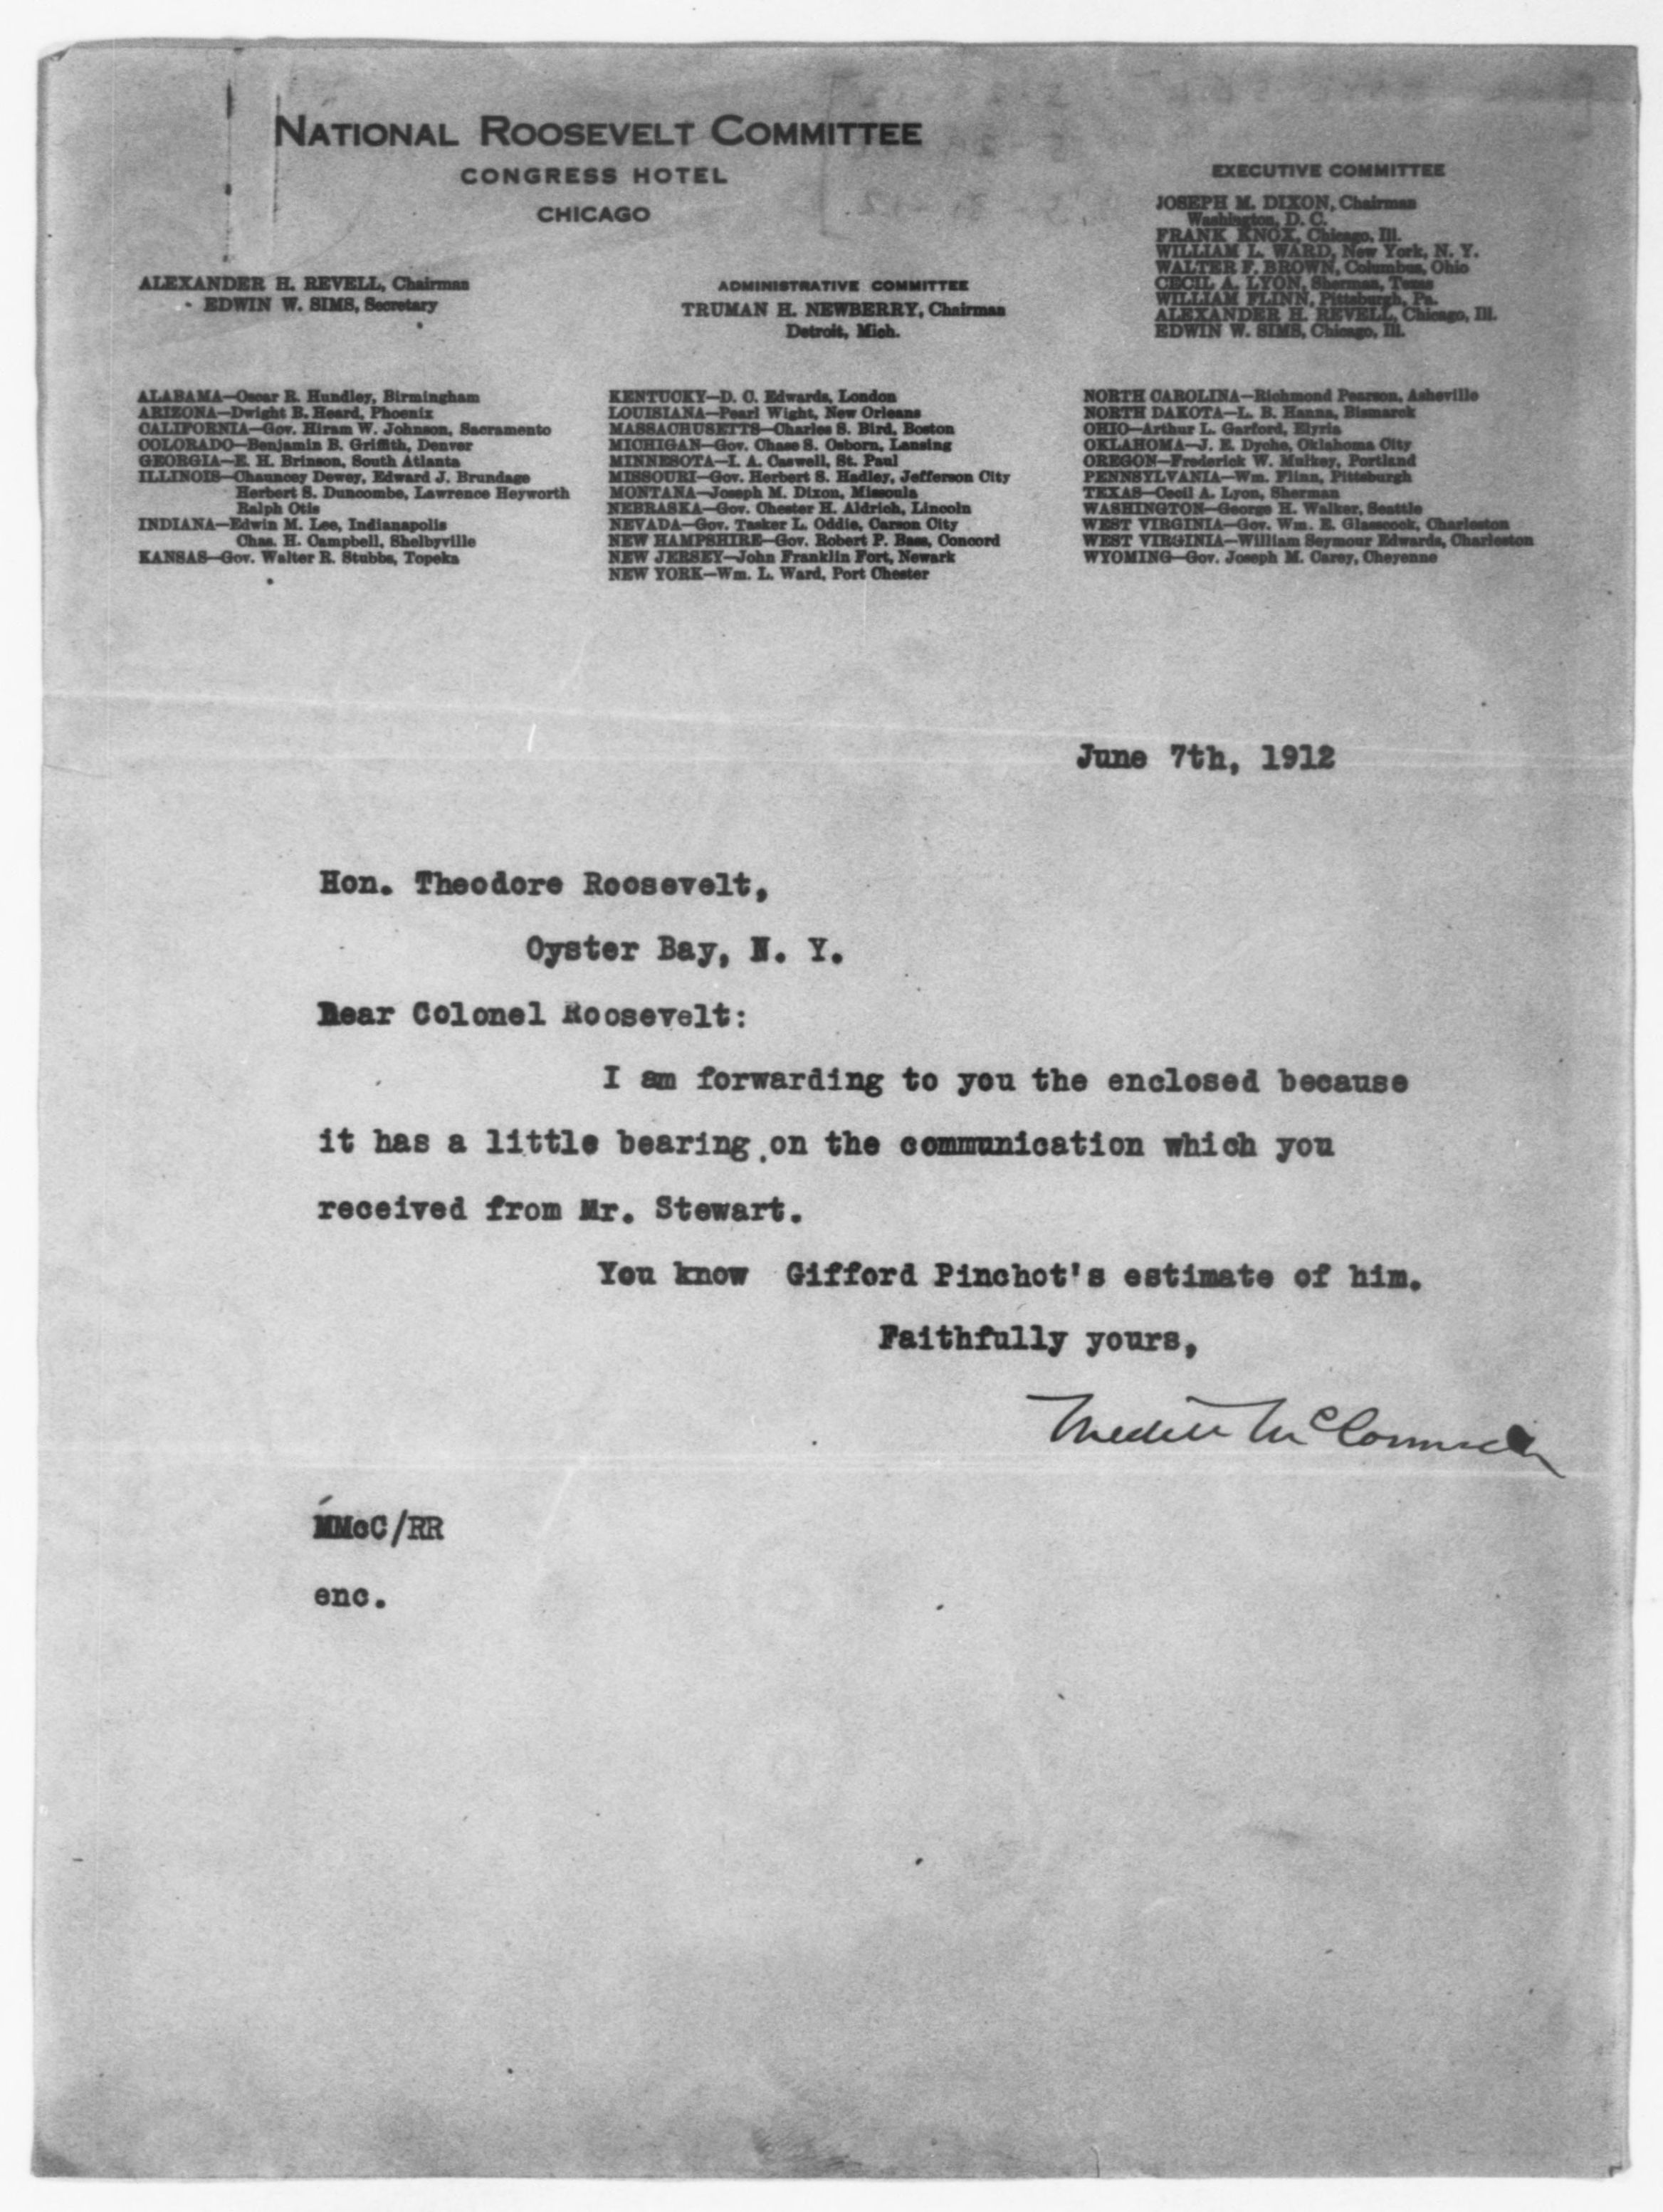 NATIONAL ROOSEVELT COMMITTEE
CONGRESS HOTEL
CHICAGO
ALEXANDER H. REVELL, Chairman
EDWIN W. SIMS, Secretary
ADMINISTRATIVE COMMITTEE
TRUMAN H. NEWBERRY, Chairman
Detroit, Mich.
EXECUTIVE COMMITTEE
JOSEPH M. DIXON, Chairman
Washington, D. C.
FRANK KNOX, Chicago, Ill.
WILLIAM L. WARD, New York, N. Y.
WALTER F. BROWN, Columbus, Ohio
CECIL A. LYON, Sherman, Texas
WILLIAM FLINN, Pittsburgh, Pa.
ALEXANDER H. REVELL, Chicago, Ill.
EDWIN W. SIMS, Chicago, Ill.
ALABAMA—Oscar R. Hundley, Birmingham
ARIZONA—Dwight B. Heard, Phoenix
CALIFORNIA—Gov. Hiram W. Johnson, Sacramento
COLORADO—Benjamin B. Griffith, Denver
GEORGIA—E. H. Brinson, South Atlanta
ILLINOIS—Chauncey Dewey, Edward J. Brundage
Herbert S. Duncombe, Lawrence Heyworth
Ralph Otis
INDIANA—Edwin M. Lee, Indianapolis
Chas. H. Campbell, Shelbyville
KANSAS—Gov. Walter R. Stubbs, Topeka
KENTUCKY—D. C. Edwards, London
LOUISIANA—Pearl Wight, New Orleans
MASSACHUSETTS—Charles S. Bird, Boston
MICHIGAN—Gov. Chase S. Osborn, Lansing
MINNESOTA—I. A. Caswell, St. Paul
MISSOURI—Gov. Herbert S. Hadley, Jefferson City
MONTANA—Joseph M. Dixon, Missoula
NEBRASKA—Gov. Chester H. Aldrich, Lincoln
NEVADA—Gov. Tasker L. Oddie, Carson City
NEW HAMPSHIRE—Gov. Robert P. Bass, Concord
NEW JERSEY—John Franklin Fort, Newark
NEW YORK—Wm. L. Ward, Port Chester
NORTH CAROLINA—Richmond Pearson, Asheville
NORTH DAKOTA—L. B. Hanna, Bismarck
OHIO—Arthur L. Garford, Elyria
OKLAHOMA—J. E. Dyche, Oklahoma City
OREGON—Frederick W. Mulkey, Portland
PENNSYLVANIA—Wm. Flinn, Pittsburgh
TEXAS—Cecil A. Lyon, Sherman
WASHINGTON—George H. Walker, Seattle
WEST VIRGINIA—Gov. Wm. E. Glasscock, Charleston
WEST VIRGINIA—William Seymour Edwards, Charleston
WYOMING—Gov. Joseph M. Carey, Cheyenne
June 7th, 1912
Hon. Theodore Roosevelt,
Oyster Bay, N. Y.
Dear Colonel Roosevelt:
I am forwarding to you the enclosed because
it has a little bearing on the communication which you
received from Mr. Stewart.
You know Gifford Pinchot's estimate of him.
Faithfully yours,
Medill McCormick
MMcC/RR
enc.